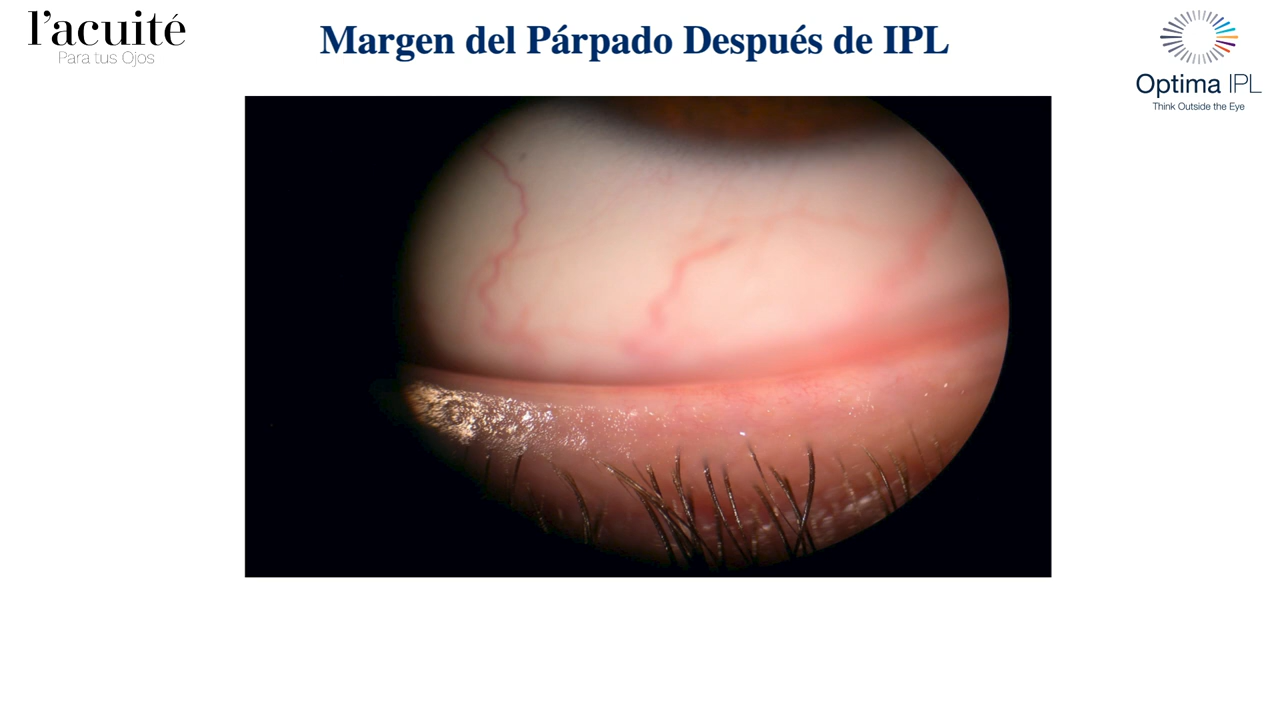 l'acuité
Para tus Ojos
Margen del Párpado Después de IPL
Optima IPL
Think Outside the Eye